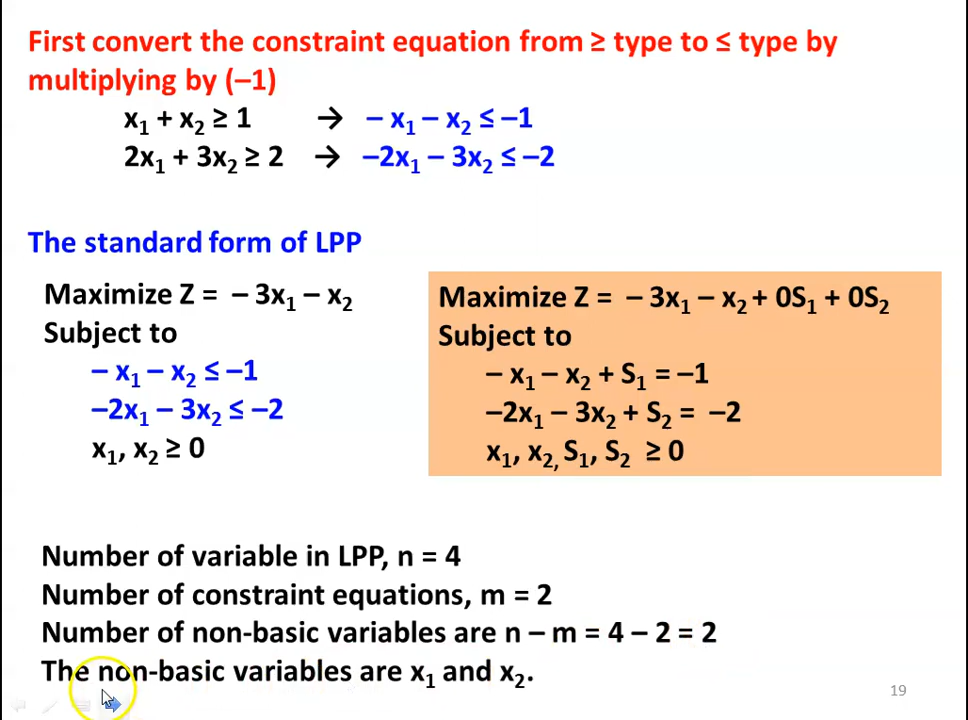 First convert the constraint equation from ≥ type to ≤ type by
multiplying by (–1)
x₁ + x₂ ≥ 1 → – x₁ – x₂ ≤ –1
2x₁ + 3x₂ ≥ 2 → –2x₁ – 3x₂ ≤ –2
The standard form of LPP
Maximize Z = – 3x₁ – x₂
Subject to
– x₁ – x₂ ≤ –1
–2x₁ – 3x₂ ≤ –2
x₁, x₂ ≥ 0
Maximize Z = – 3x₁ – x₂ + 0S₁ + 0S₂
Subject to
– x₁ – x₂ + S₁ = –1
–2x₁ – 3x₂ + S₂ = –2
x₁, x₂, S₁, S₂ ≥ 0
Number of variable in LPP, n = 4
Number of constraint equations, m = 2
Number of non-basic variables are n – m = 4 – 2 = 2
The non-basic variables are x₁ and x₂.
19